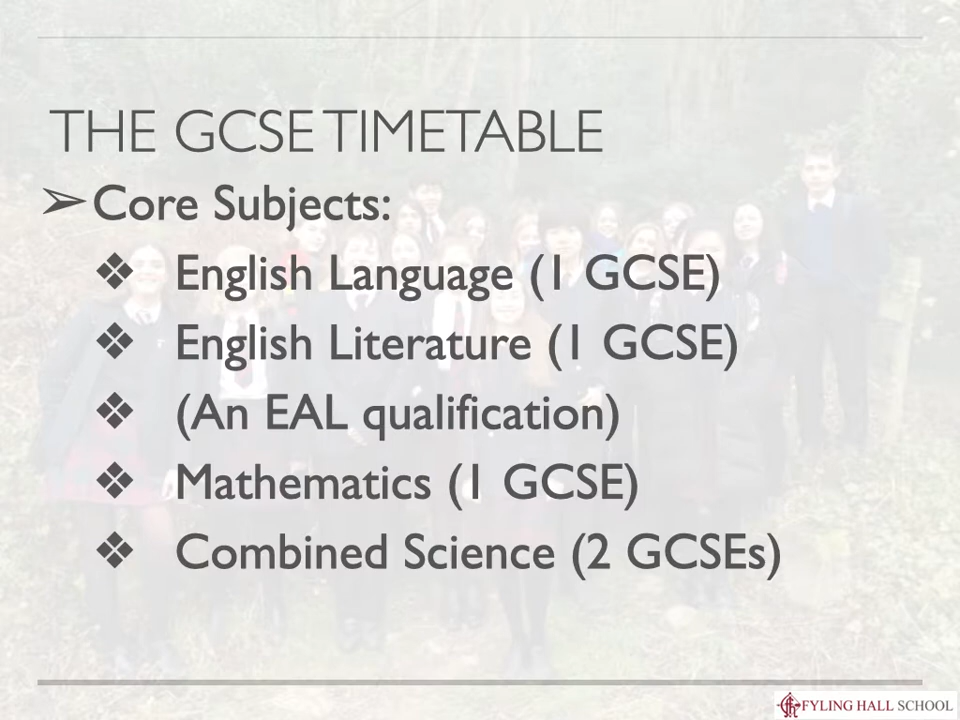 THE GCSE TIMETABLE
➢ Core Subjects:
❖ English Language (1 GCSE)
❖ English Literature (1 GCSE)
❖ (An EAL qualification)
❖ Mathematics (1 GCSE)
❖ Combined Science (2 GCSEs)
FYLING HALL SCHOOL